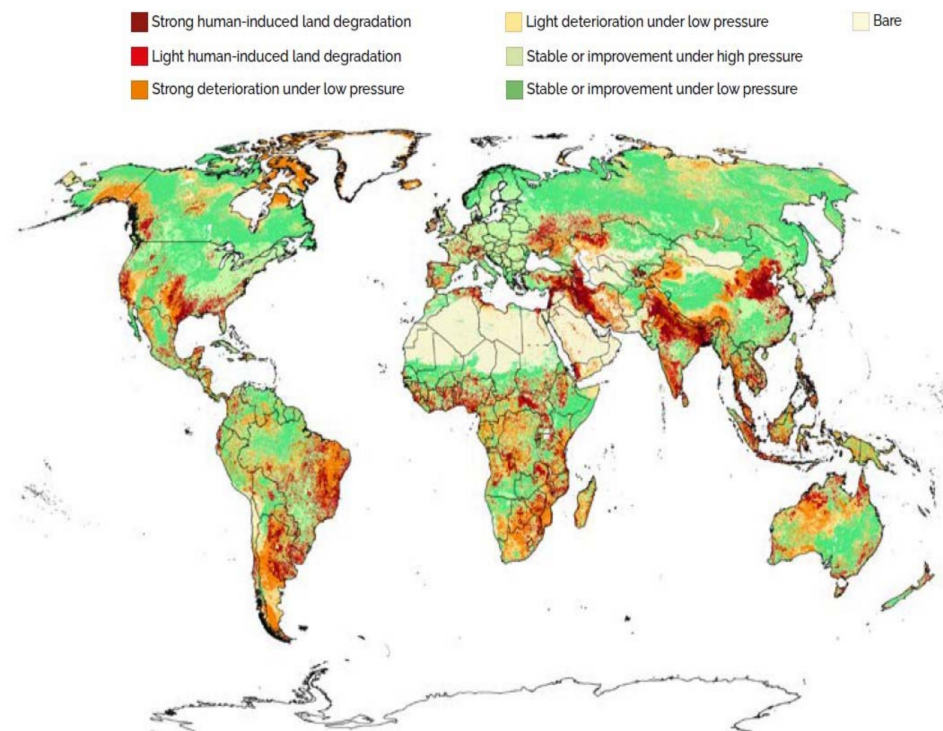 Strong human-induced land degradation
Light human-induced land degradation
Strong deterioration under low pressure
Light deterioration under low pressure
Stable or improvement under high pressure
Stable or improvement under low pressure
Bare